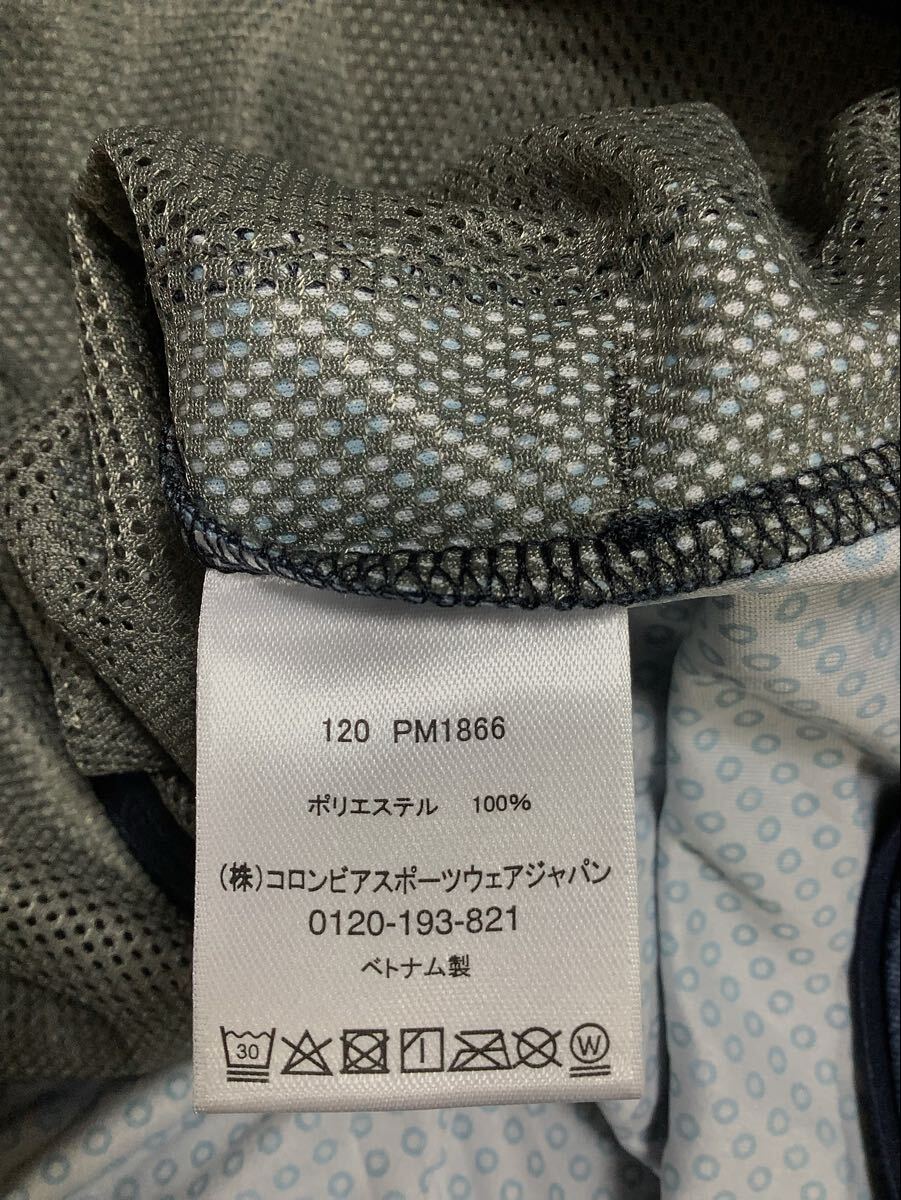 120 PM1866
ポリエステル 100%
(株)コロンビアスポーツウェアジャパン
0120-193-821
ベトナム製
30 W